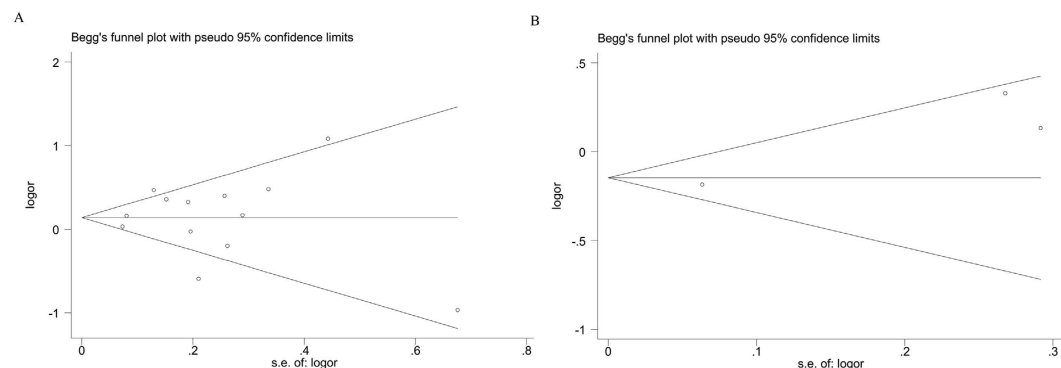 A
Begg's funnel plot with pseudo 95% confidence limits
logor
2
1
0
-1
0
.2
.4
.6
.8
s.e. of: logor
B
Begg's funnel plot with pseudo 95% confidence limits
logor
.5
0
-.5
-1
0
.1
.2
.3
s.e. of: logor